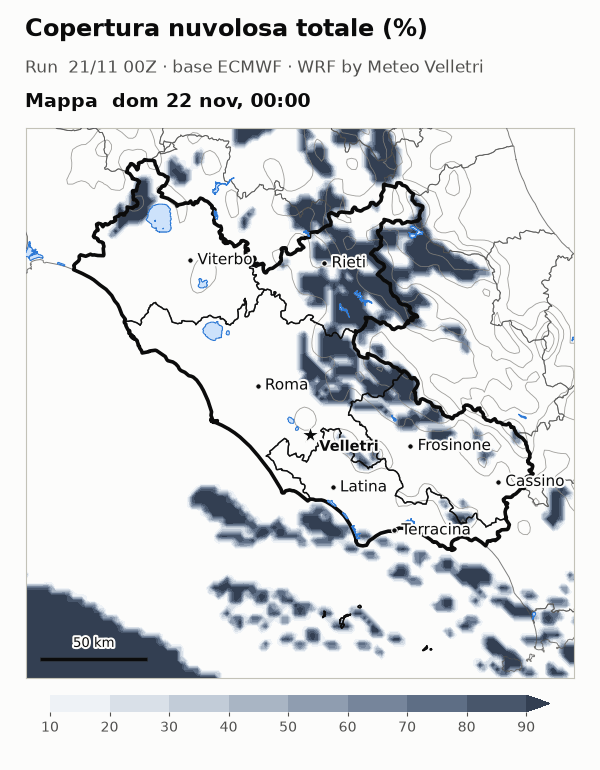 Copertura nuvolosa totale (%)
Run  21/11 00Z · base ECMWF · WRF by Meteo Velletri
Mappa  dom 22 nov, 00:00
Viterbo
Rieti
Roma
Velletri
Frosinone
Latina
Cassino
Terracina
50 km
10 20 30 40 50 60 70 80 90